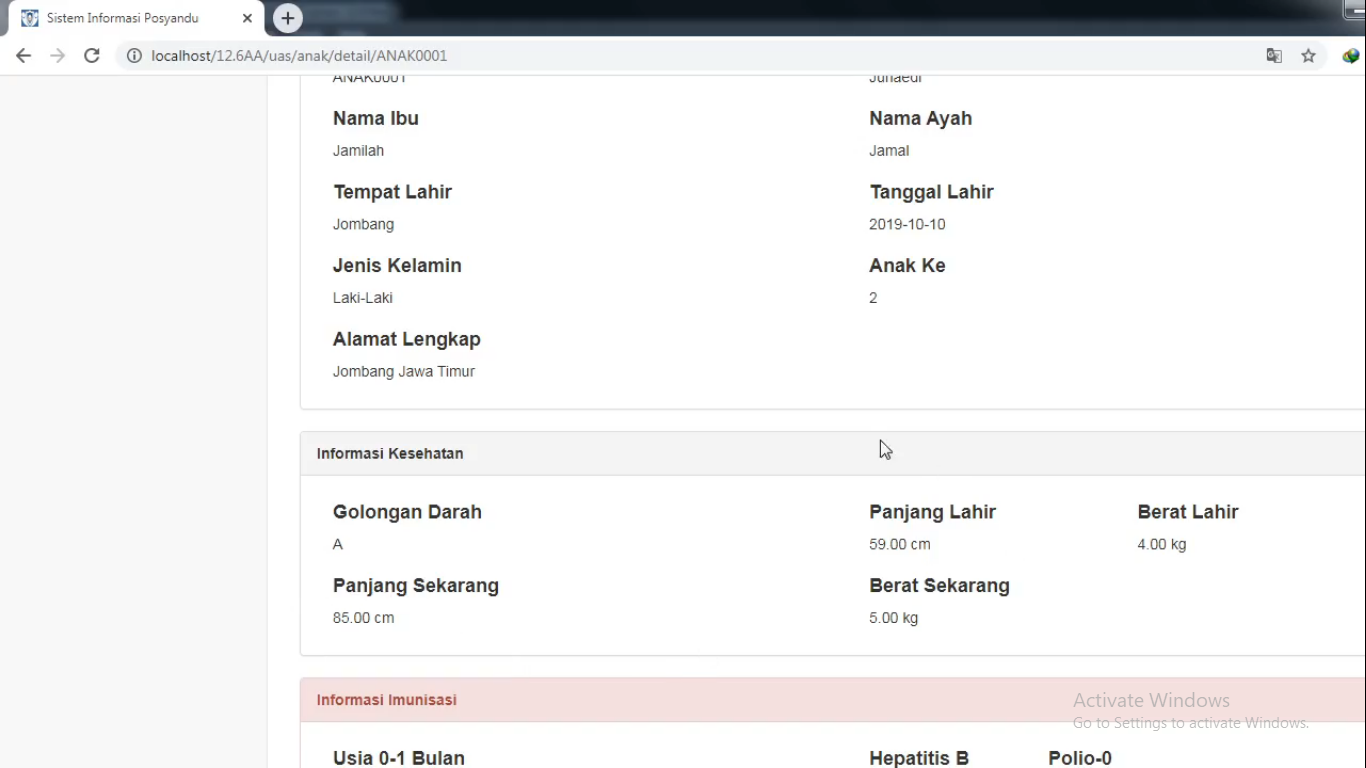 Sistem Informasi Posyandu
localhost/12.6AA/uas/anak/detail/ANAK0001
ANAK0001 Junaedi
Nama Ibu Nama Ayah
Jamilah Jamal
Tempat Lahir Tanggal Lahir
Jombang 2019-10-10
Jenis Kelamin Anak Ke
Laki-Laki 2
Alamat Lengkap
Jombang Jawa Timur
Informasi Kesehatan
Golongan Darah Panjang Lahir Berat Lahir
A 59.00 cm 4.00 kg
Panjang Sekarang Berat Sekarang
85.00 cm 5.00 kg
Informasi Imunisasi
Activate Windows
Go to Settings to activate Windows.
Usia 0-1 Bulan Hepatitis B Polio-0